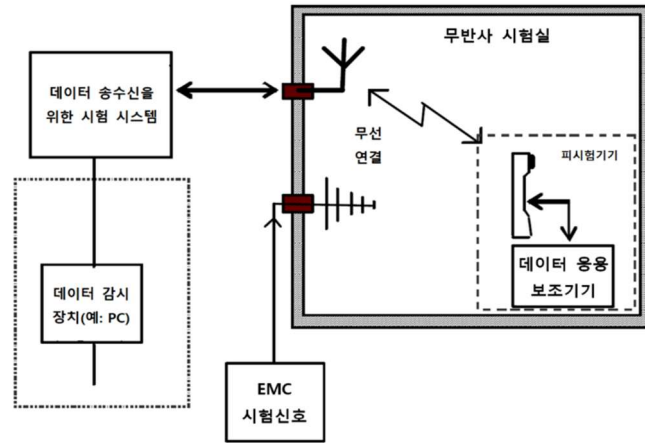 무반사 시험실
데이터 송수신을
위한 시험 시스템
무선
연결
피시험기기
데이터 응용
보조기기
데이터 감시
장치(예: PC)
EMC
시험신호